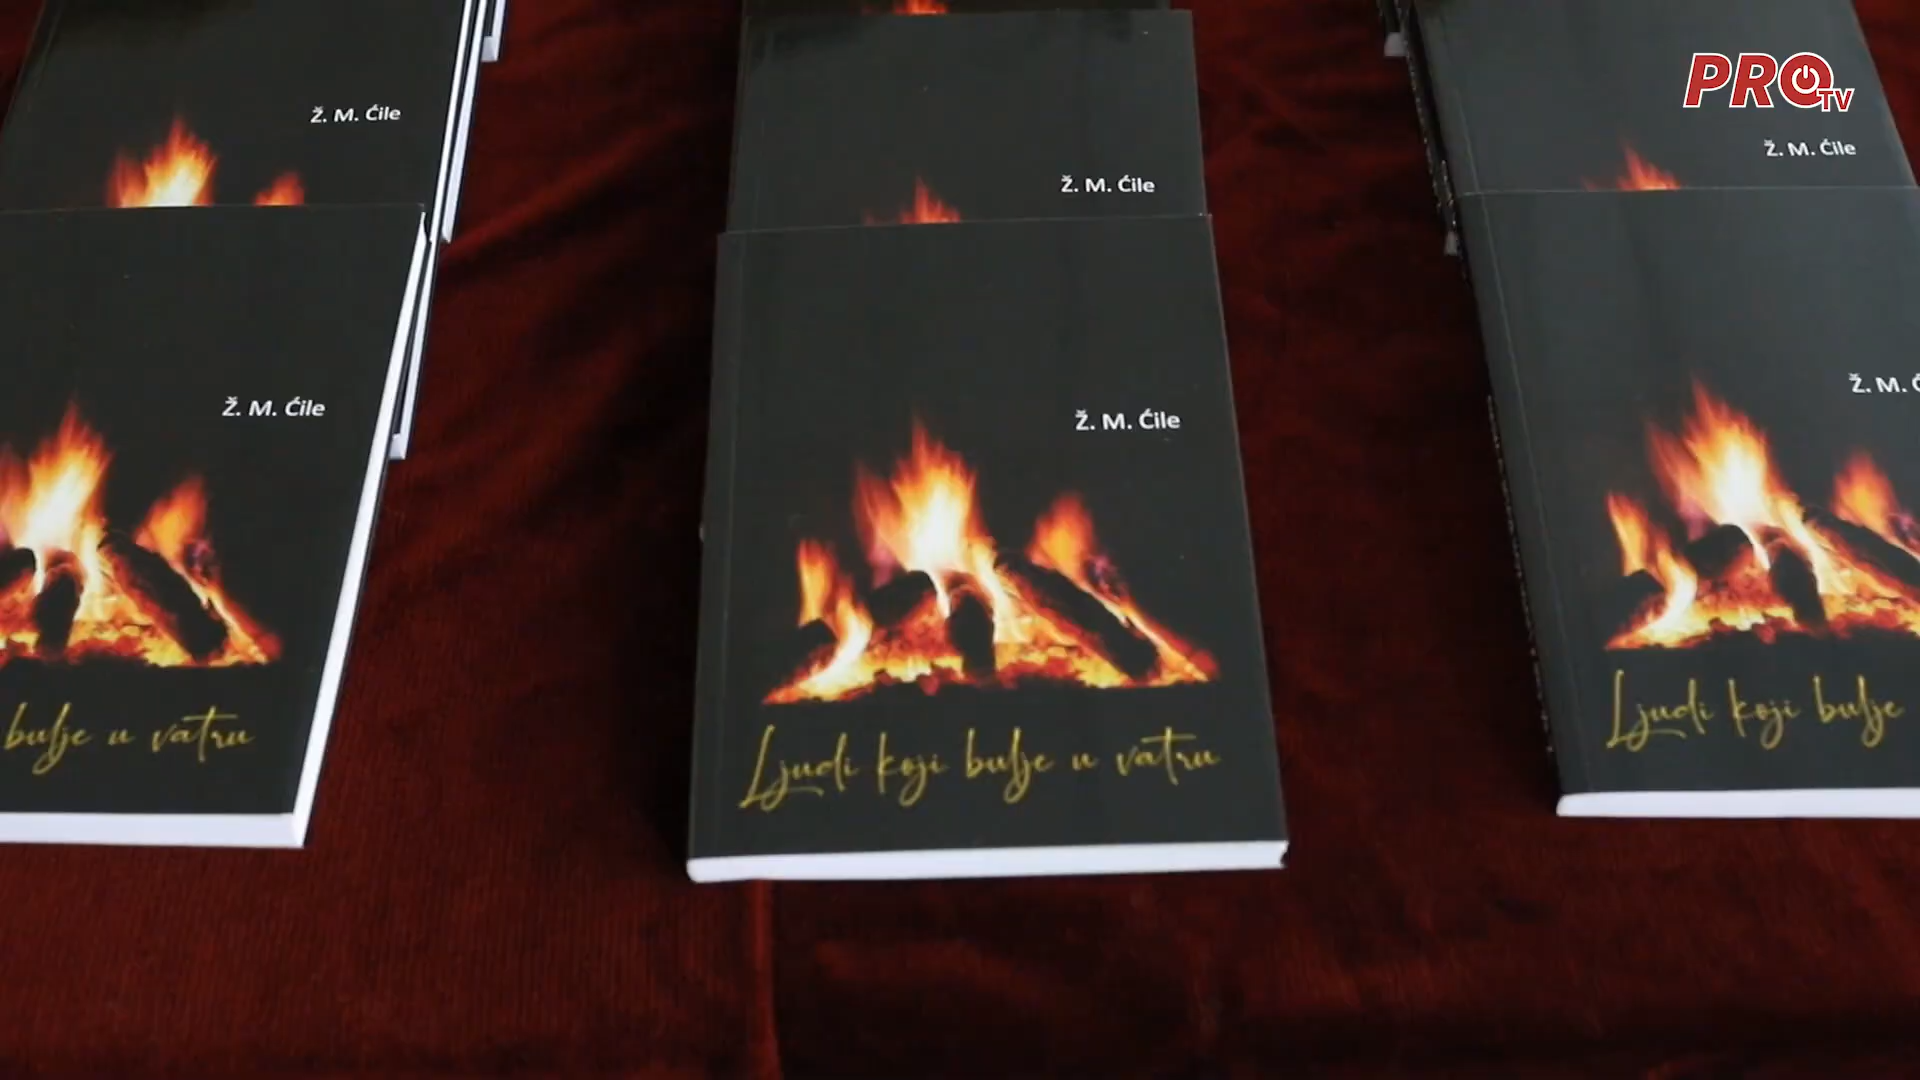 PRO TV
Ž. M. Ćile
Ž. M. Ćile
Ž. M. Ćile
Ž. M. Ćile
bulje u vatru
Ž. M. Ćile
Ljudi koji bulje u vatru
Ž. M.
Ljudi koji bulje